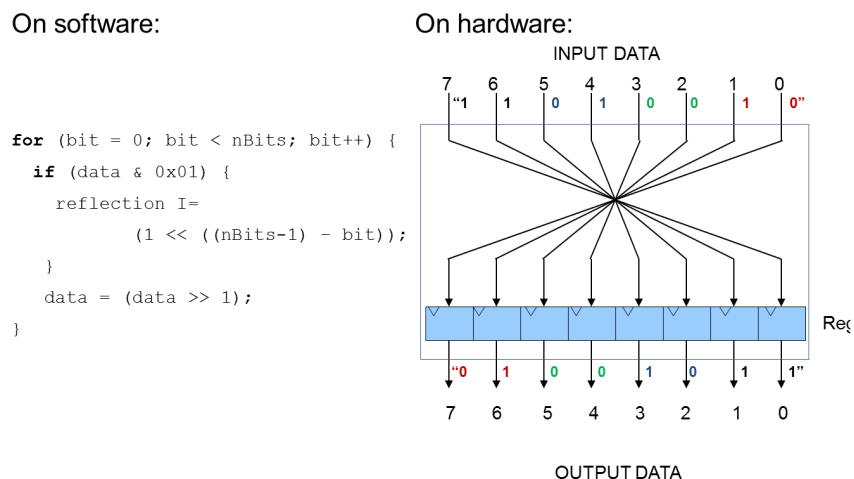 On software:
for (bit = 0; bit < nBits; bit++) {
if (data & 0x01) {
reflection I=
(1 << ((nBits-1) – bit));
}
data = (data >> 1);
}
On hardware:
INPUT DATA
7 6 5 4 3 2 1 0
“1 1 0 1 0 0 1 0”
Reg
“0 1 0 0 1 0 1 1”
7 6 5 4 3 2 1 0
OUTPUT DATA